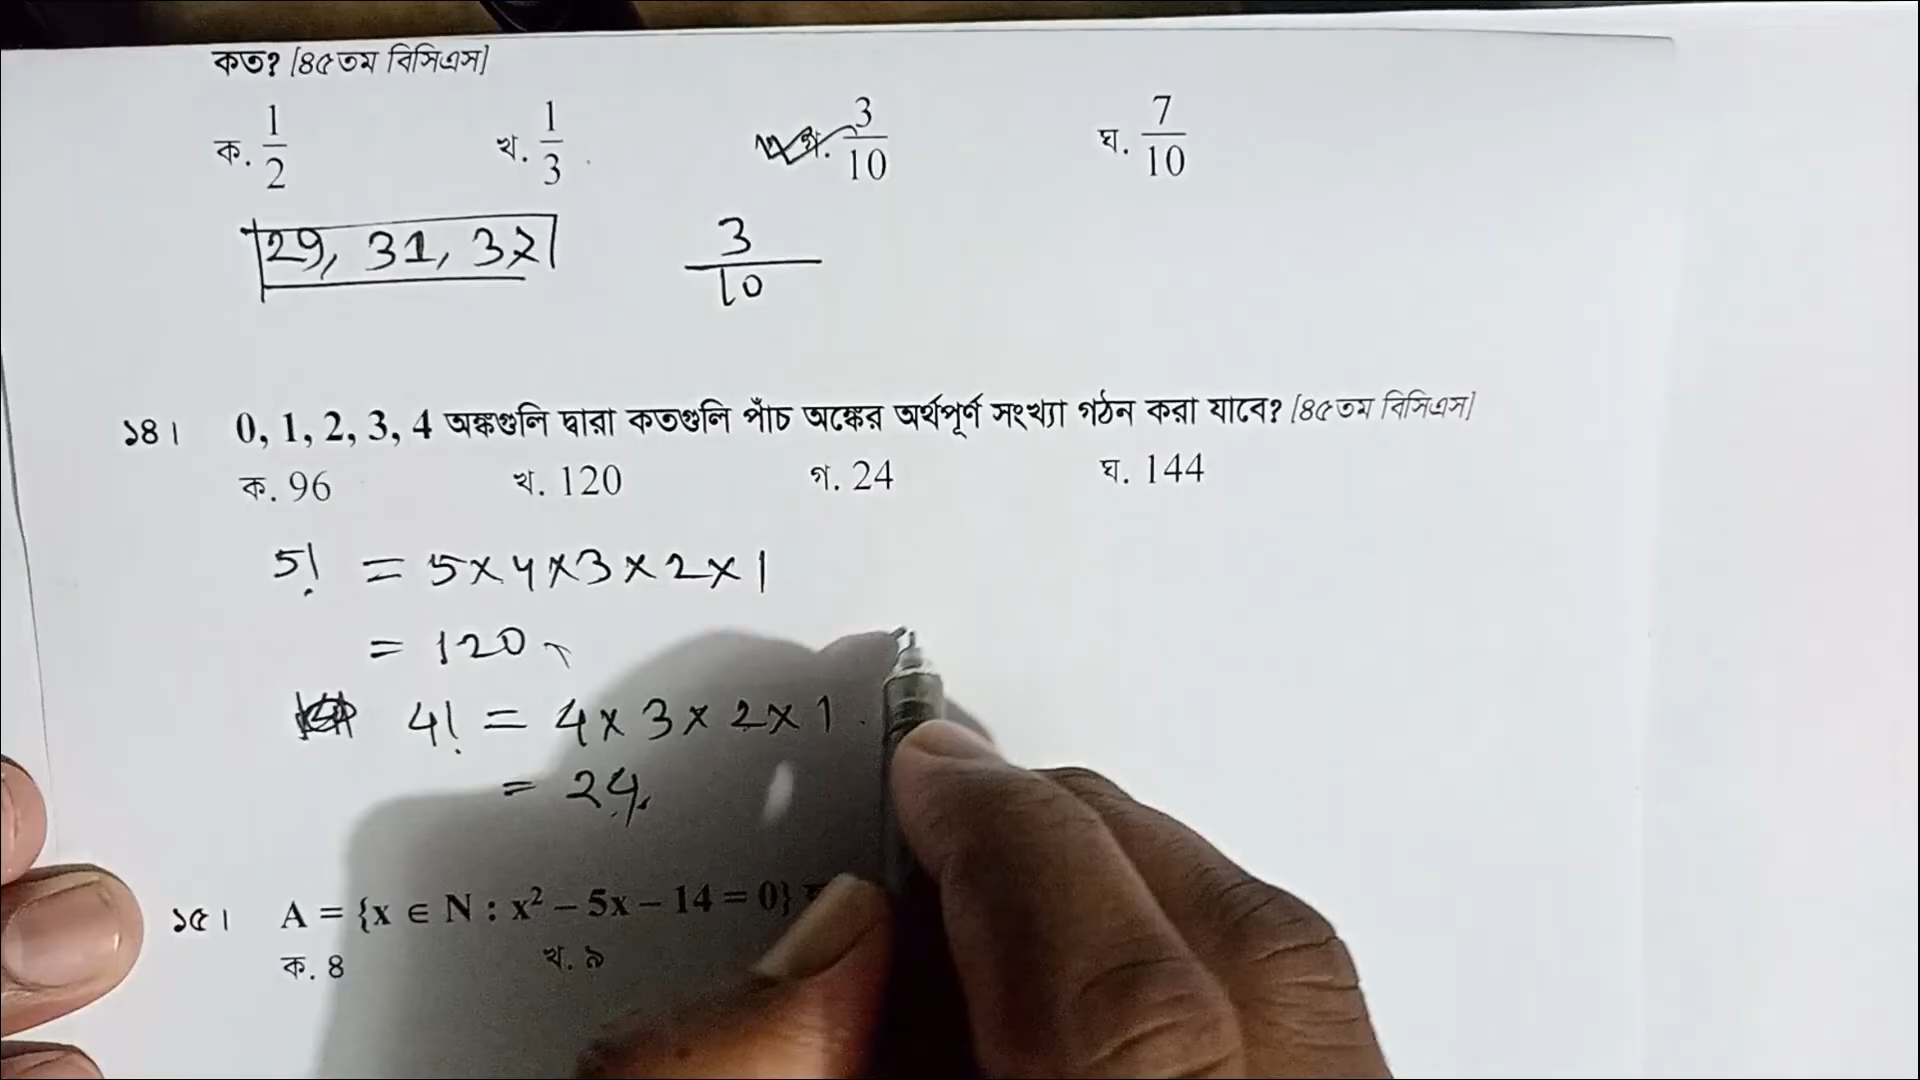 কত? [৪৫তম বিসিএস]
ক. 1/2 খ. 1/3 গ. 3/10 ঘ. 7/10
29, 31, 37 3/10
১৪। 0, 1, 2, 3, 4 অঙ্কগুলি দ্বারা কতগুলি পাঁচ অঙ্কের অর্থপূর্ণ সংখ্যা গঠন করা যাবে? [৪৫তম বিসিএস]
ক. 96 খ. 120 গ. 24 ঘ. 144
5! = 5 × 4 × 3 × 2 × 1
= 120
4! = 4 × 3 × 2 × 1
= 24
১৫। A = {x ∈ N : x² – 5x – 14 = 0}
ক. 8 খ. ৯